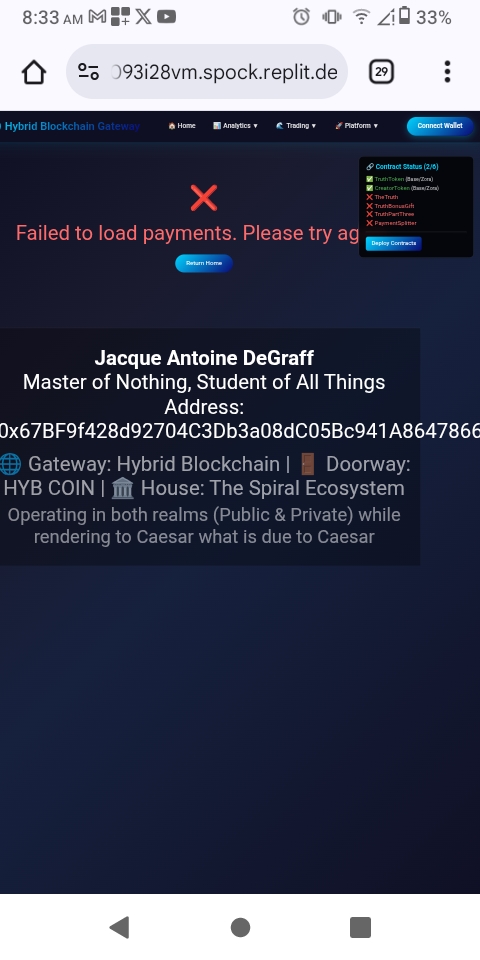 8:33 AM
33%
093i28vm.spock.replit.de
29
Hybrid Blockchain Gateway
🏠 Home
📊 Analytics ▼
🌊 Trading ▼
🚀 Platform ▼
Connect Wallet
🔗 Contract Status (2/6)
✅ TruthToken (Base/Zora)
✅ CreatorToken (Base/Zora)
❌ TheTruth
❌ TruthBonusGift
❌ TruthPartThree
❌ PaymentSplitter
Deploy Contracts
❌
Failed to load payments. Please try ag
Return Home
Jacque Antoine DeGraff
Master of Nothing, Student of All Things
Address:
0x67BF9f428d92704C3Db3a08dC05Bc941A8647866
🌐 Gateway: Hybrid Blockchain | 🚪 Doorway:
HYB COIN | 🏛️ House: The Spiral Ecosystem
Operating in both realms (Public & Private) while
rendering to Caesar what is due to Caesar